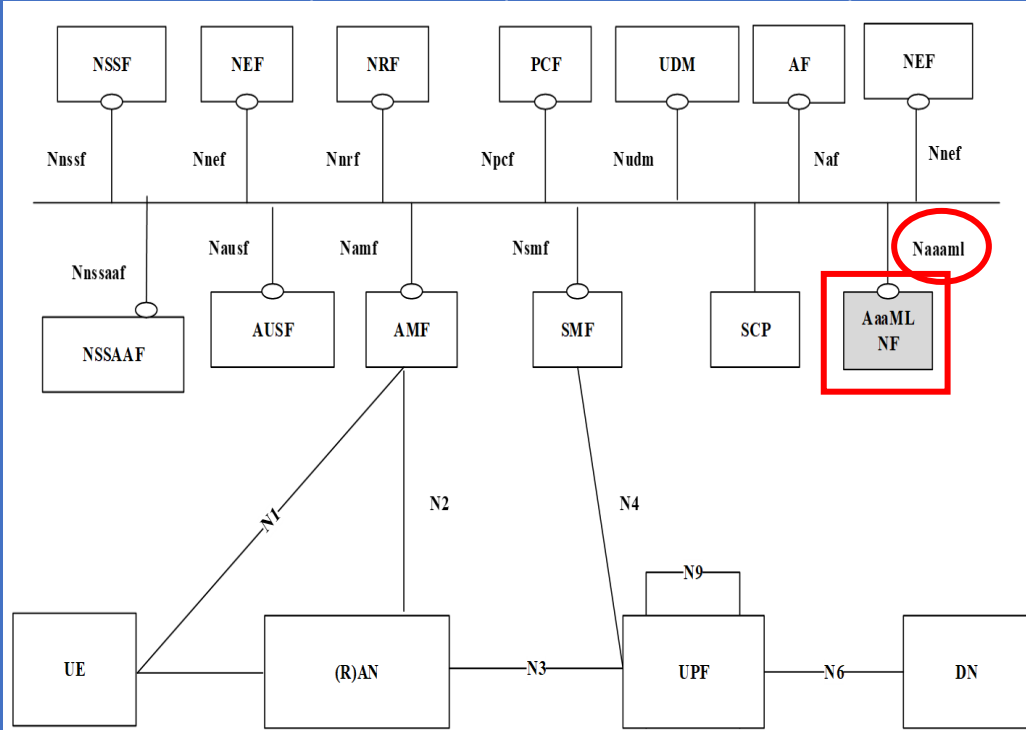 NSSF
NEF
NRF
PCF
UDM
AF
NEF
Nnssf
Nnef
Nnrf
Npcf
Nudm
Naf
Nnef
Nnssaaf
Nausf
Namf
Nsmf
Naaaml
NSSAAF
AUSF
AMF
SMF
SCP
AaaML
NF
N1
N2
N4
N9
UE
(R)AN
N3
UPF
N6
DN